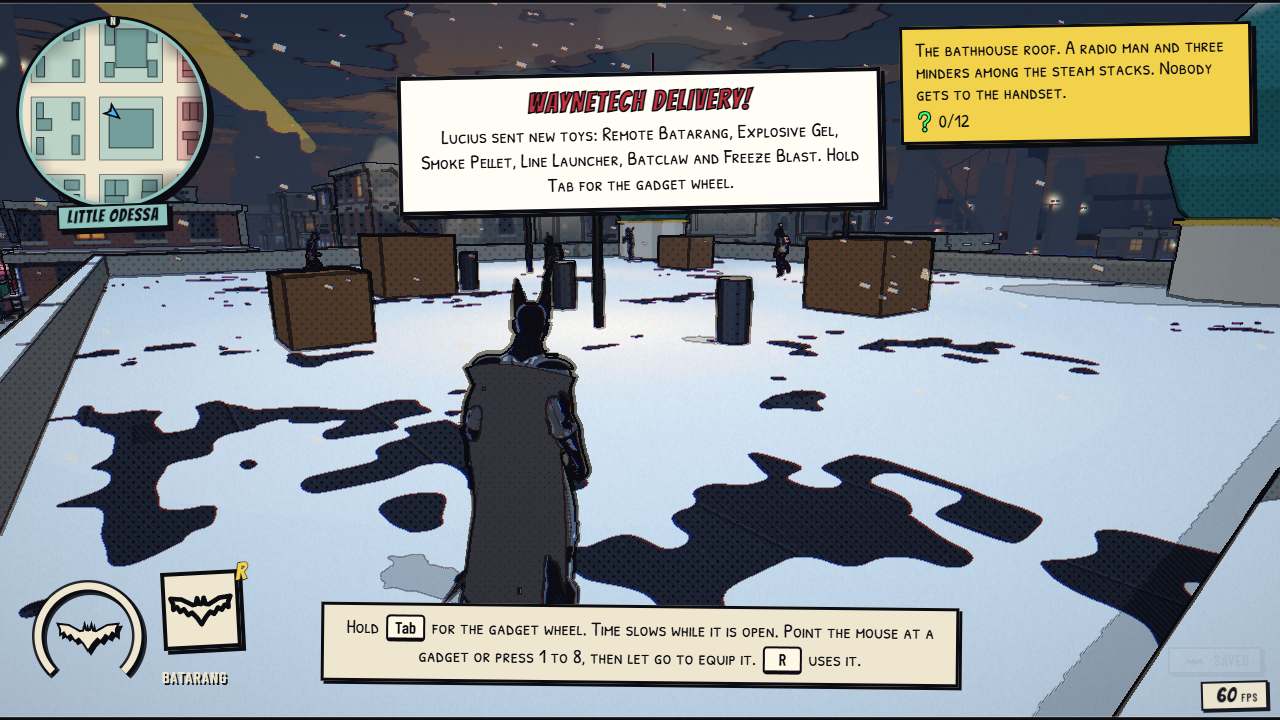 N
LITTLE ODESSA
WAYNETECH DELIVERY!
LUCIUS SENT NEW TOYS: REMOTE BATARANG, EXPLOSIVE GEL,
SMOKE PELLET, LINE LAUNCHER, BATCLAW AND FREEZE BLAST. HOLD
TAB FOR THE GADGET WHEEL.
THE BATHHOUSE ROOF. A RADIO MAN AND THREE
MINDERS AMONG THE STEAM STACKS. NOBODY
GETS TO THE HANDSET.
? 0/12
R
BATARANG
HOLD Tab FOR THE GADGET WHEEL. TIME SLOWS WHILE IT IS OPEN. POINT THE MOUSE AT A
GADGET OR PRESS 1 TO 8, THEN LET GO TO EQUIP IT. R USES IT.
SAVED
60 FPS